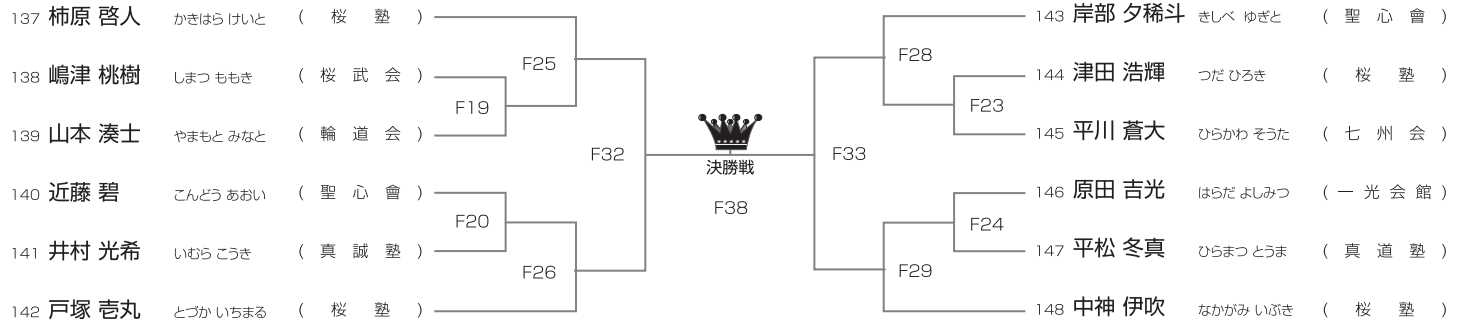 137 柿原 啓人 かきはら けいと ( 桜 塾 )
138 嶋津 桃樹 しまつ ももき ( 桜 武 会 )
139 山本 湊士 やまもと みなと ( 輪 道 会 )
140 近藤 碧 こんどう あおい ( 聖 心 會 )
141 井村 光希 いむら こうき ( 真 誠 塾 )
142 戸塚 壱丸 とづか いちまる ( 桜 塾 )
F25
F19
F32
F20
F26
決勝戦
F38
F28
F23
F33
F24
F29
143 岸部 夕稀斗 きしべ ゆぎと ( 聖 心 會 )
144 津田 浩輝 つだ ひろき ( 桜 塾 )
145 平川 蒼大 ひらかわ そうた ( 七 州 会 )
146 原田 吉光 はらだ よしみつ ( 一 光 会 館 )
147 平松 冬真 ひらまつ とうま ( 真 道 塾 )
148 中神 伊吹 なかがみ いぶき ( 桜 塾 )